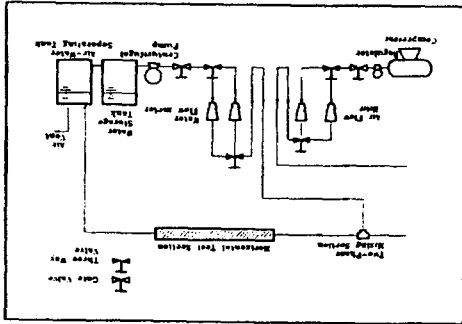 Gate Valve
Three Way
Valve
Two-Phase
Mixing Section
Horizontal Test Section
Air
Vent
Water
Storage
Tank
Water
Flow
meter
Air Flow
Meter
Air-Water
Separating Tank
Centerifugal
Pump
Regulator
Compressor